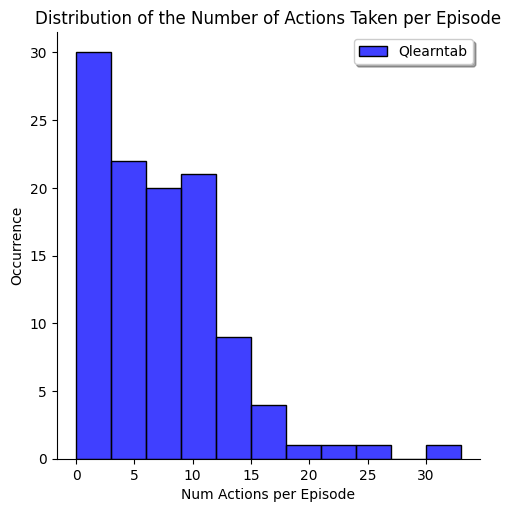 Distribution of the Number of Actions Taken per Episode
Qlearntab
30
25
20
15
10
5
0
Occurrence
0 5 10 15 20 25 30
Num Actions per Episode